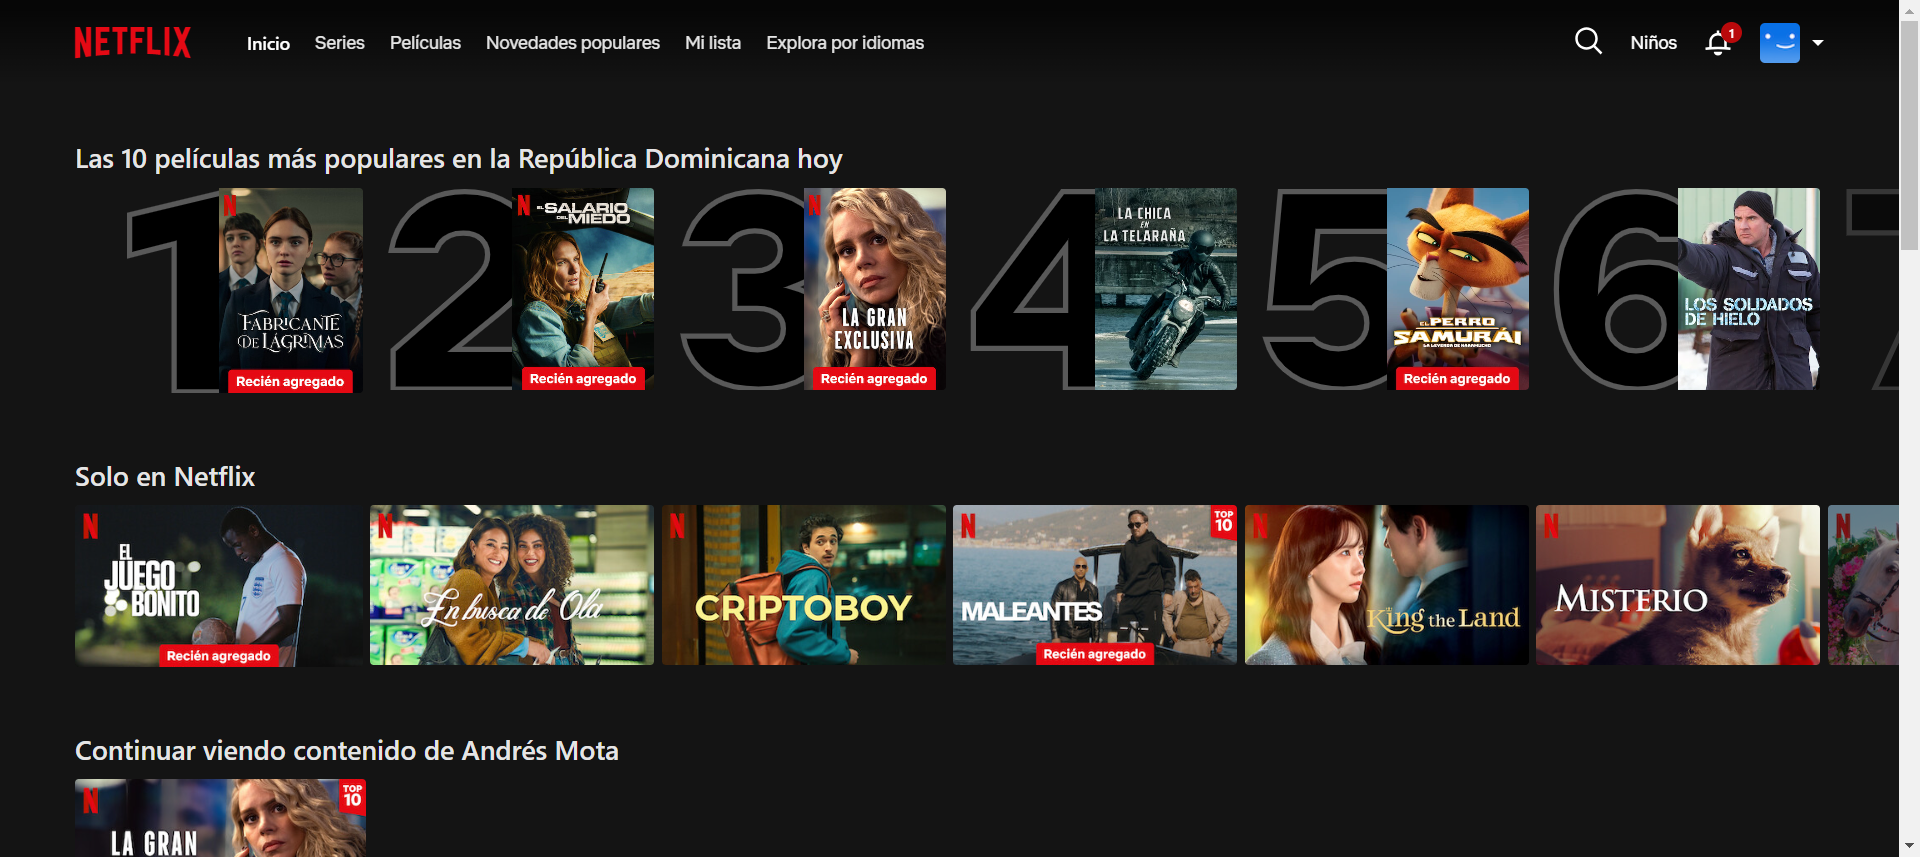 NETFLIX
Inicio
Series
Películas
Novedades populares
Mi lista
Explora por idiomas
Niños
1
Las 10 películas más populares en la República Dominicana hoy
1
N
FABRICANTE
DE LÁGRIMAS
Recién agregado
2
N
EL SALARIO
DEL MIEDO
Recién agregado
3
N
LA GRAN
EXCLUSIVA
Recién agregado
4
LA CHICA
EN
LA TELARAÑA
5
EL PERRO
SAMURÁI
LA LEYENDA DE KAKAMUCHO
Recién agregado
6
LOS SOLDADOS
DE HIELO
7
Solo en Netflix
N
EL
JUEGO
BONITO
Recién agregado
N
En busca de Ola
N
CRIPTOBOY
N
TOP
10
MALEANTES
Recién agregado
N
King the Land
N
MISTERIO
N
Continuar viendo contenido de Andrés Mota
N
TOP
10
LA GRAN